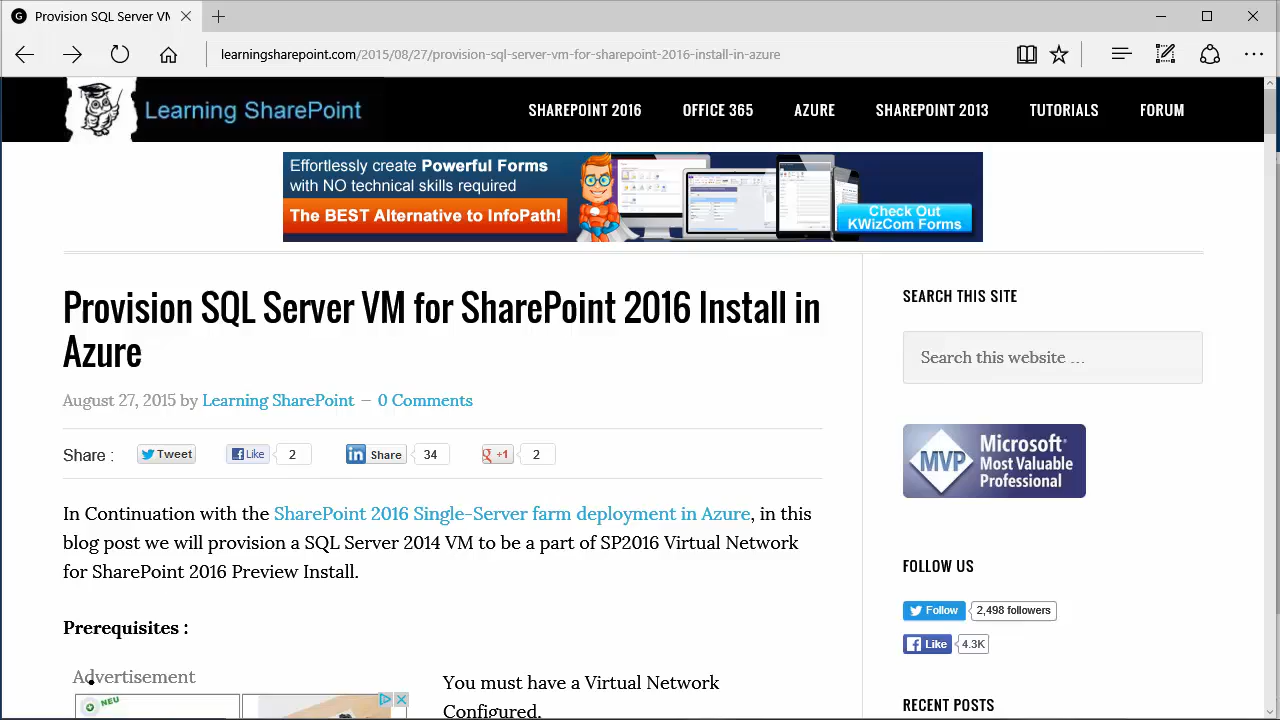 Provision SQL Server VM
learningsharepoint.com/2015/08/27/provision-sql-server-vm-for-sharepoint-2016-install-in-azure
Learning SharePoint
SHAREPOINT 2016 OFFICE 365 AZURE SHAREPOINT 2013 TUTORIALS FORUM
Effortlessly create Powerful Forms
with NO technical skills required
The BEST Alternative to InfoPath!
Check Out
KWizCom Forms
Provision SQL Server VM for SharePoint 2016 Install in
Azure
August 27, 2015 by Learning SharePoint — 0 Comments
Share : Tweet Like 2 in Share 34 g +1 2
In Continuation with the SharePoint 2016 Single-Server farm deployment in Azure, in this
blog post we will provision a SQL Server 2014 VM to be a part of SP2016 Virtual Network
for SharePoint 2016 Preview Install.
Prerequisites :
Advertisement
NEU
You must have a Virtual Network
Configured.
SEARCH THIS SITE
Search this website ...
MVP
Microsoft®
Most Valuable
Professional
FOLLOW US
Follow 2,498 followers
Like 4.3K
RECENT POSTS